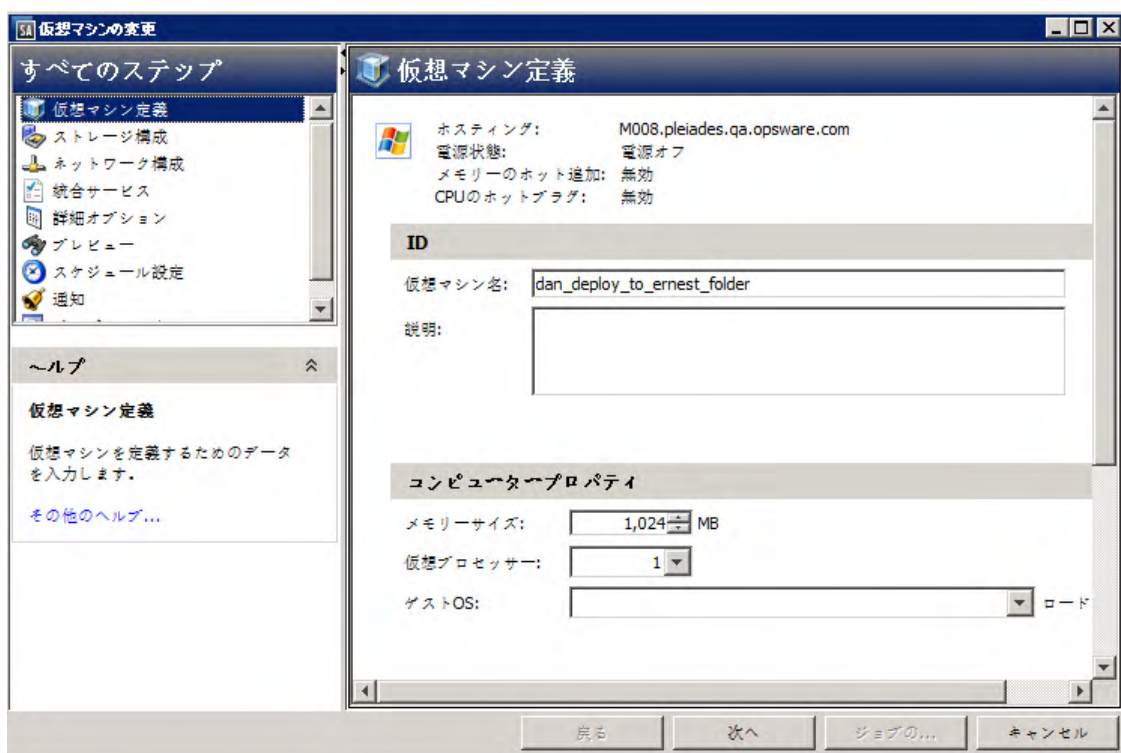 SA 仮想マシンの変更
すべてのステップ
仮想マシン定義
ストレージ構成
ネットワーク構成
統合サービス
詳細オプション
プレビュー
スケジュール設定
通知
ヘルプ
仮想マシン定義
仮想マシンを定義するためのデータ
を入力します。
その他のヘルプ...
仮想マシン定義
ホスティング: M008.pleiades.qa.opsware.com
電源状態: 電源オフ
メモリーのホット追加: 無効
CPUのホットプラグ: 無効
ID
仮想マシン名: dan_deploy_to_ernest_folder
説明:
コンピュータープロパティ
メモリーサイズ: 1,024 MB
仮想プロセッサー: 1
ゲストOS: ロード
戻る 次へ ジョブの... キャンセル